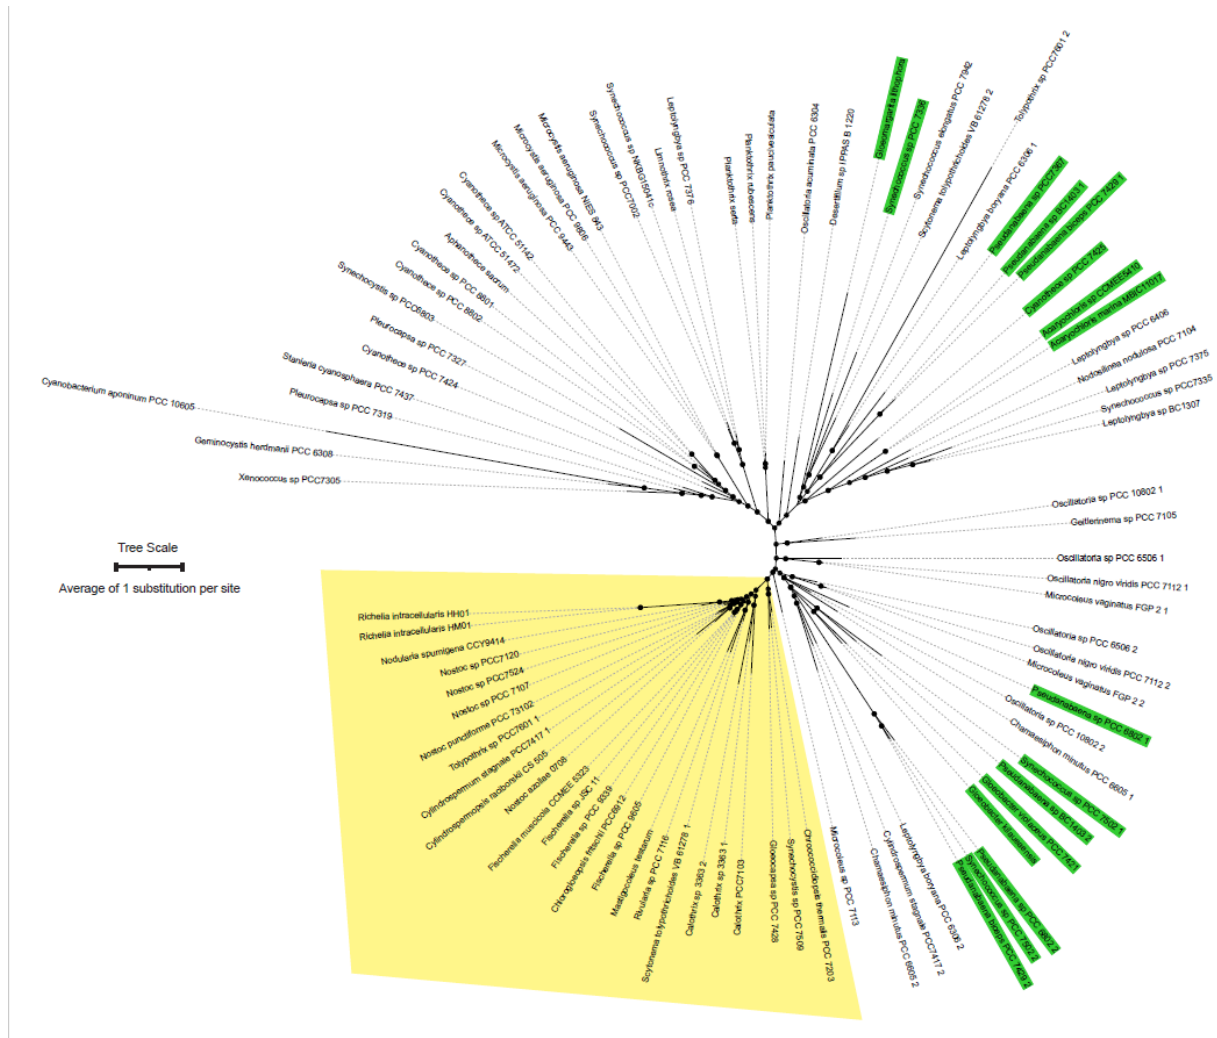 Cyanobacterium aponinum PCC 10605
Geminocystis herdmanii PCC 6308
Xenococcus sp PCC7305
Pleurocapsa sp PCC 7319
Stanieria cyanosphaera PCC 7437
Cyanothece sp PCC 7424
Pleurocapsa sp PCC 7327
Synechocystis sp PCC6803
Cyanothece sp PCC 8802
Cyanothece sp PCC 8801
Aphanothece sacrum
Cyanothece sp ATCC 51472
Cyanothece sp ATCC 51142
Microcystis aeruginosa PCC 9443
Microcystis aeruginosa PCC 9806
Microcystis aeruginosa NIES 843
Synechococcus sp PCC7002
Synechococcus sp NKBG15041c
Limnothrix rosea
Leptolyngbya sp PCC 7376
Planktothrix serta
Planktothrix rubescens
Planktothrix paucivesiculata
Oscillatoria acuminata PCC 6304
Desertifilum sp IPPAS B 1220
Gloeomargarita lithophora
Synechococcus sp PCC 7336
Synechococcus elongatus PCC 7942
Scytonema tolypothrichoides VB 61278 2
Tolypothrix sp PCC7601 2
Leptolyngbya boryana PCC 6306 1
Pseudanabaena sp PCC7367
Pseudanabaena sp BC1403 1
Pseudanabaena biceps PCC 7429 1
Cyanothece sp PCC 7425
Acaryochloris sp CCMEE5410
Acaryochloris marina MBIC11017
Leptolyngbya sp PCC 6406
Nodosilinea nodulosa PCC 7104
Leptolyngbya sp PCC 7375
Synechococcus sp PCC7335
Leptolyngbya sp BC1307
Oscillatoria sp PCC 10802 1
Geitlerinema sp PCC 7105
Oscillatoria sp PCC 6506 1
Oscillatoria nigro viridis PCC 7112 1
Microcoleus vaginatus FGP 2 1
Oscillatoria sp PCC 6506 2
Oscillatoria nigro viridis PCC 7112 2
Microcoleus vaginatus FGP 2 2
Pseudanabaena sp PCC 6802 1
Oscillatoria sp PCC 10802 2
Chamaesiphon minutus PCC 6605 1
Synechococcus sp PCC 7502 1
Pseudanabaena sp BC1403 2
Gloeobacter violaceus PCC 7421
Gloeobacter kilaueensis
Pseudanabaena sp PCC 6802 2
Synechococcus sp PCC 7502 2
Pseudanabaena biceps PCC 7429 2
Leptolyngbya boryana PCC 6306 2
Cylindrospermum stagnale PCC7417 2
Chamaesiphon minutus PCC 6605 2
Microcoleus sp PCC 7113
Chroococcidiopsis thermalis PCC 7203
Synechocystis sp PCC 7509
Gloeocapsa sp PCC 7428
Calothrix PCC7103
Calothrix sp 3363 1
Calothrix sp 3363 2
Scytonema tolypothrichoides VB 61278 1
Rivularia sp PCC 7116
Mastigocoleus testarum
Fischerella sp PCC 9605
Chlorogloeopsis fritschii PCC6912
Fischerella sp PCC 9339
Fischerella sp JSC 11
Fischerella muscicola CCMEE 5323
Nostoc azollae 0708
Cylindrospermopsis raciborskii CS 505
Cylindrospermum stagnale PCC7417 1
Tolypothrix sp PCC7601 1
Nostoc punctiforme PCC 73102
Nostoc sp PCC 7107
Nostoc sp PCC7524
Nostoc sp PCC7120
Nodularia spumigena CCY9414
Richelia intracellularis HM01
Richelia intracellularis HH01
Tree Scale
Average of 1 substitution per site